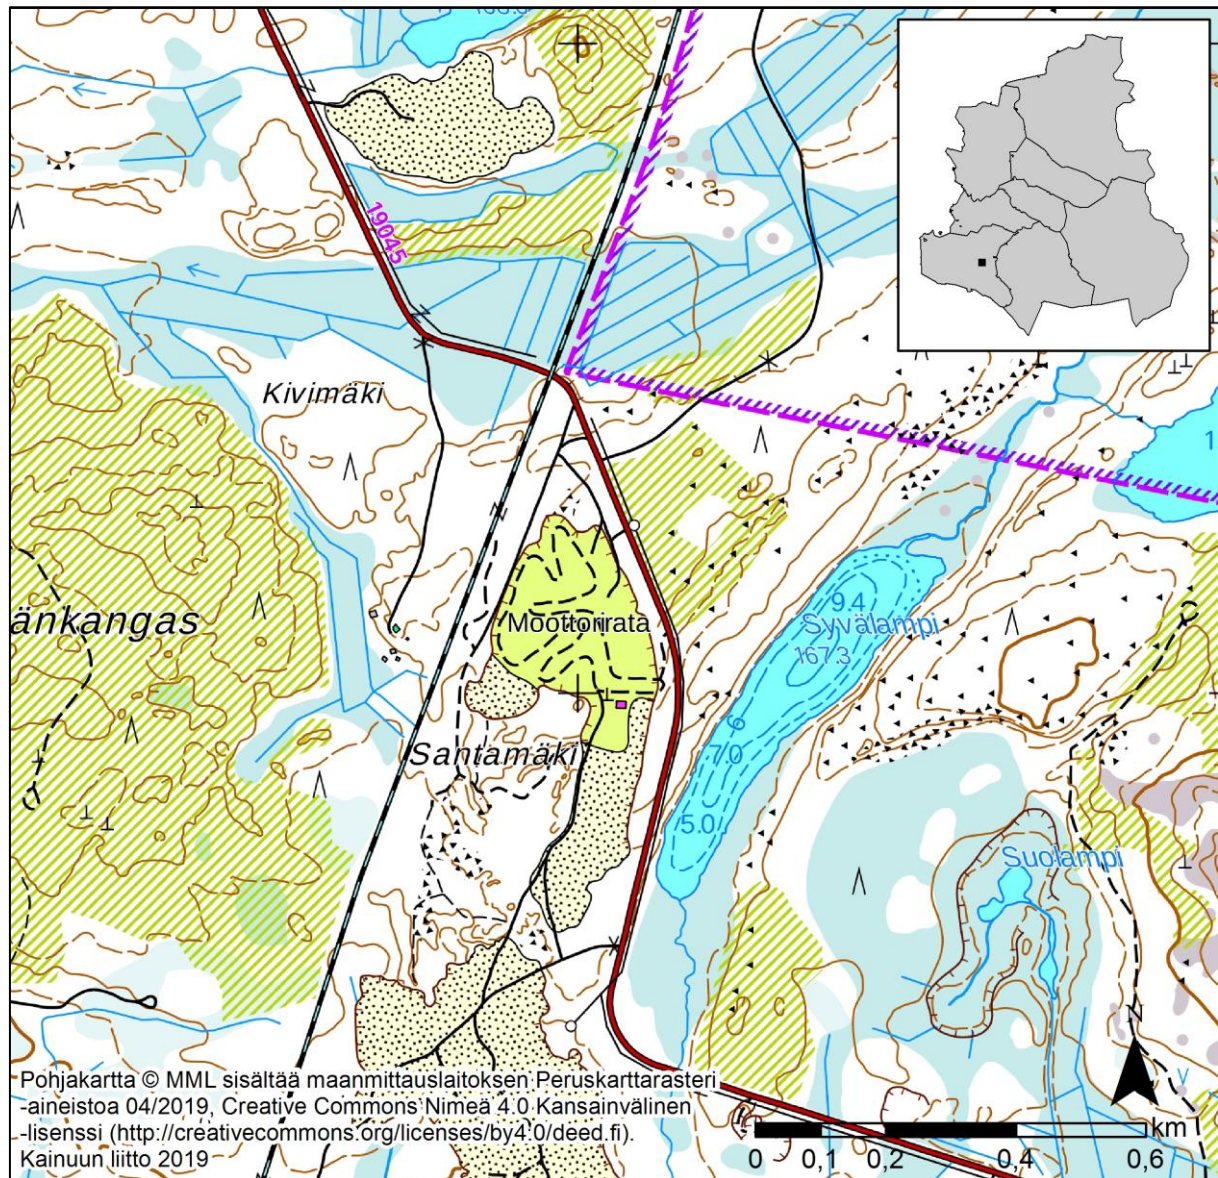 19045
Kivimäki
änkangas
Moottorirata
9.4
Syvälampi
167.3
Santamäki
7.0
5.0
Suolampi
N
Pohjakartta © MML sisältää maanmittauslaitoksen Peruskarttarasteri
-aineistoa 04/2019, Creative Commons Nimeä 4.0 Kansainvälinen
-lisenssi (http://creativecommons.org/licenses/by4.0/deed.fi).
Kainuun liitto 2019
km
0 0,1 0,2 0,4 0,6